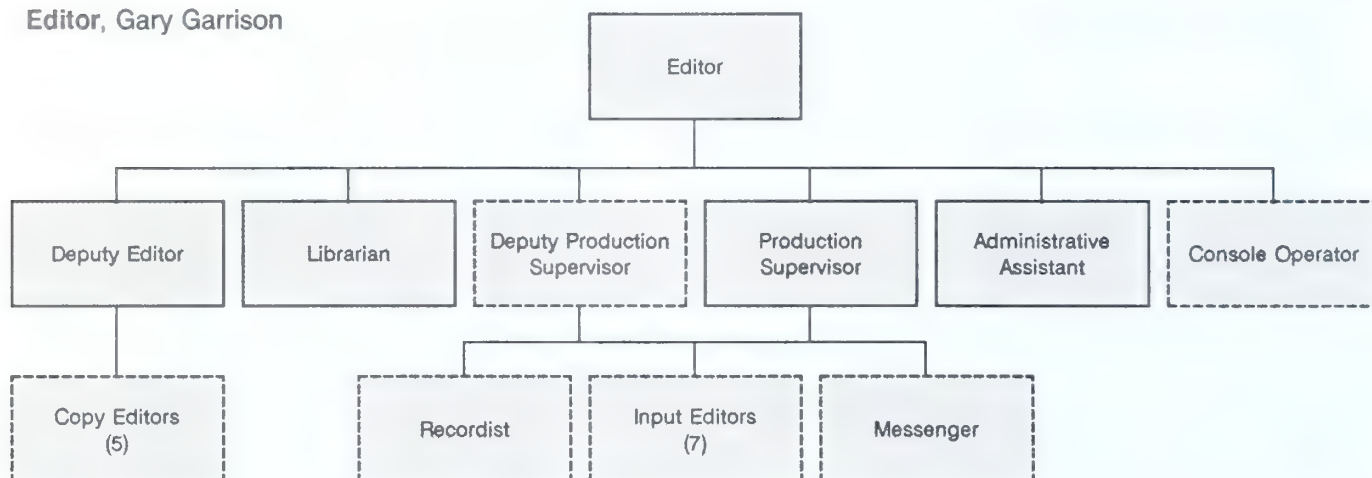 Editor, Gary Garrison
Editor
Deputy Editor
Librarian
Deputy Production
Supervisor
Production
Supervisor
Administrative
Assistant
Console Operator
Copy Editors
(5)
Recordist
Input Editors
(7)
Messenger